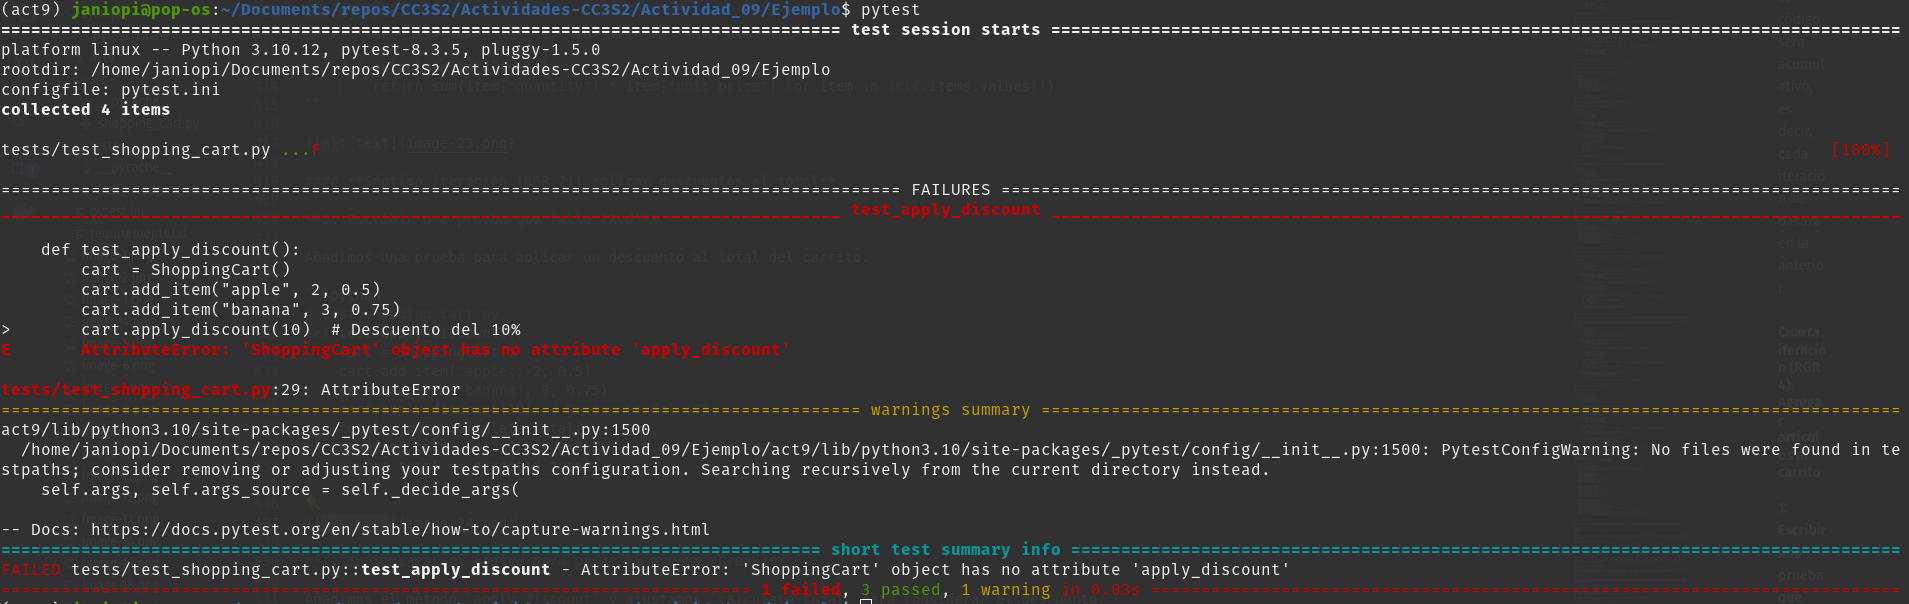 (act9) janiopi@pop-os:~/Documents/repos/CC3S2/Actividades-CC3S2/Actividad_09/Ejemplo$ pytest
==================================================================================== test session starts =====================================================================================
platform linux -- Python 3.10.12, pytest-8.3.5, pluggy-1.5.0
rootdir: /home/janiopi/Documents/repos/CC3S2/Actividades-CC3S2/Actividad_09/Ejemplo
configfile: pytest.ini
collected 4 items
tests/test_shopping_cart.py ...F [100%]
========================================================================================== FAILURES ==========================================================================================
____________________________________________________________________________________ test_apply_discount _____________________________________________________________________________________
    def test_apply_discount():
        cart = ShoppingCart()
        cart.add_item("apple", 2, 0.5)
        cart.add_item("banana", 3, 0.75)
>       cart.apply_discount(10)  # Descuento del 10%
E       AttributeError: 'ShoppingCart' object has no attribute 'apply_discount'
tests/test_shopping_cart.py:29: AttributeError
====================================================================================== warnings summary ======================================================================================
act9/lib/python3.10/site-packages/_pytest/config/__init__.py:1500
  /home/janiopi/Documents/repos/CC3S2/Actividades-CC3S2/Actividad_09/Ejemplo/act9/lib/python3.10/site-packages/_pytest/config/__init__.py:1500: PytestConfigWarning: No files were found in te
stpaths; consider removing or adjusting your testpaths configuration. Searching recursively from the current directory instead.
    self.args, self.args_source = self._decide_args(
-- Docs: https://docs.pytest.org/en/stable/how-to/capture-warnings.html
================================================================================== short test summary info ===================================================================================
FAILED tests/test_shopping_cart.py::test_apply_discount - AttributeError: 'ShoppingCart' object has no attribute 'apply_discount'
=========================================================================== 1 failed, 3 passed, 1 warning in 0.03s ===========================================================================